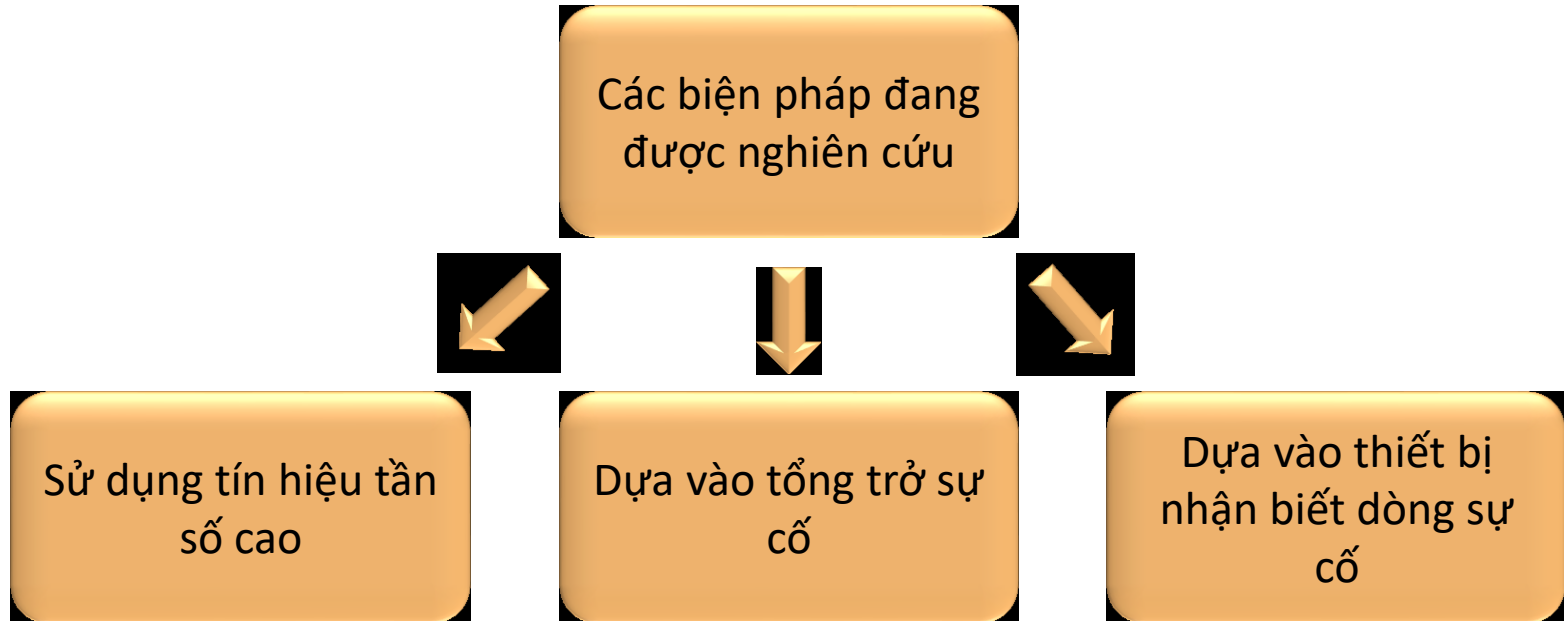 Các biện pháp đang
được nghiên cứu
Sử dụng tín hiệu tần
số cao
Dựa vào tổng trở sự
cố
Dựa vào thiết bị
nhận biết dòng sự
cố